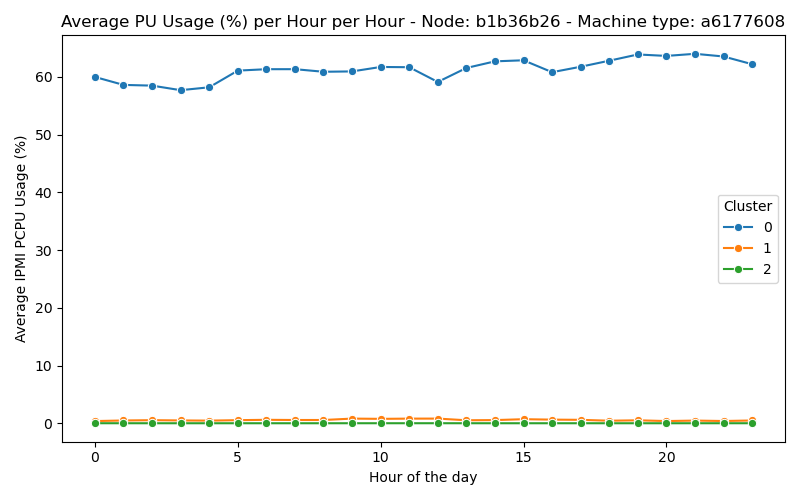 Average PU Usage (%) per Hour per Hour - Node: b1b36b26 - Machine type: a6177608
Average IPMI PCPU Usage (%)
60
50
40
30
20
10
0
Cluster
0
1
2
0 5 10 15 20
Hour of the day